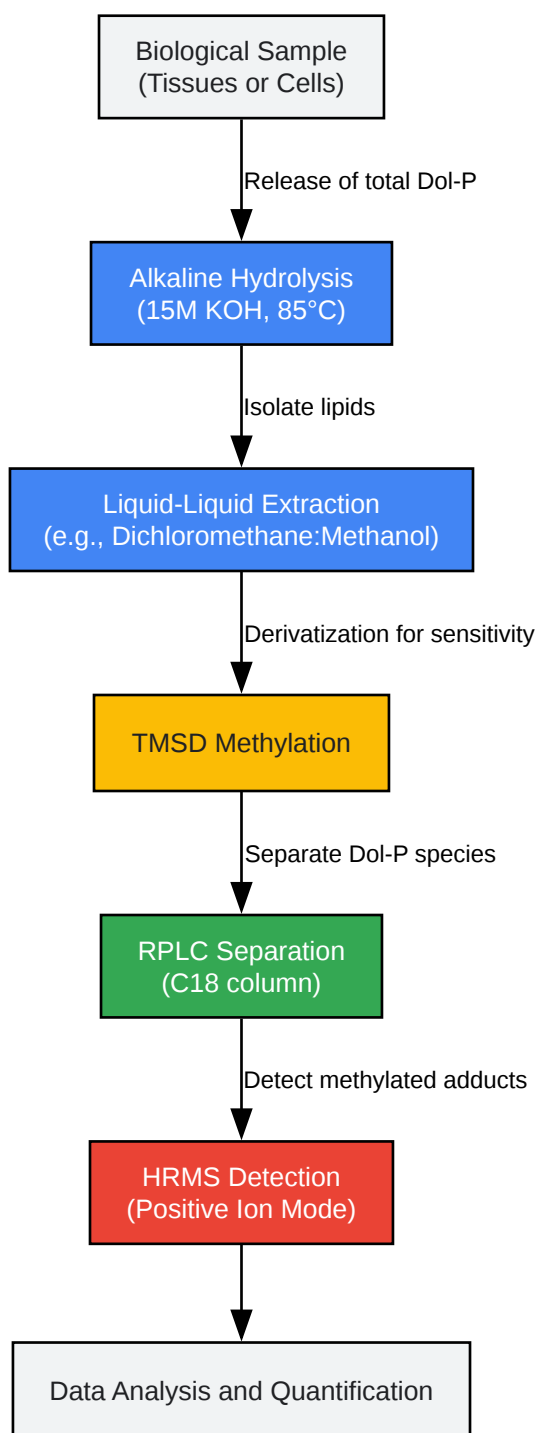 Biological Sample
(Tissues or Cells)
Release of total Dol-P
Alkaline Hydrolysis
(15M KOH, 85°C)
Isolate lipids
Liquid-Liquid Extraction
(e.g., Dichloromethane:Methanol)
Derivatization for sensitivity
TMSD Methylation
Separate Dol-P species
RPLC Separation
(C18 column)
Detect methylated adducts
HRMS Detection
(Positive Ion Mode)
Data Analysis and Quantification